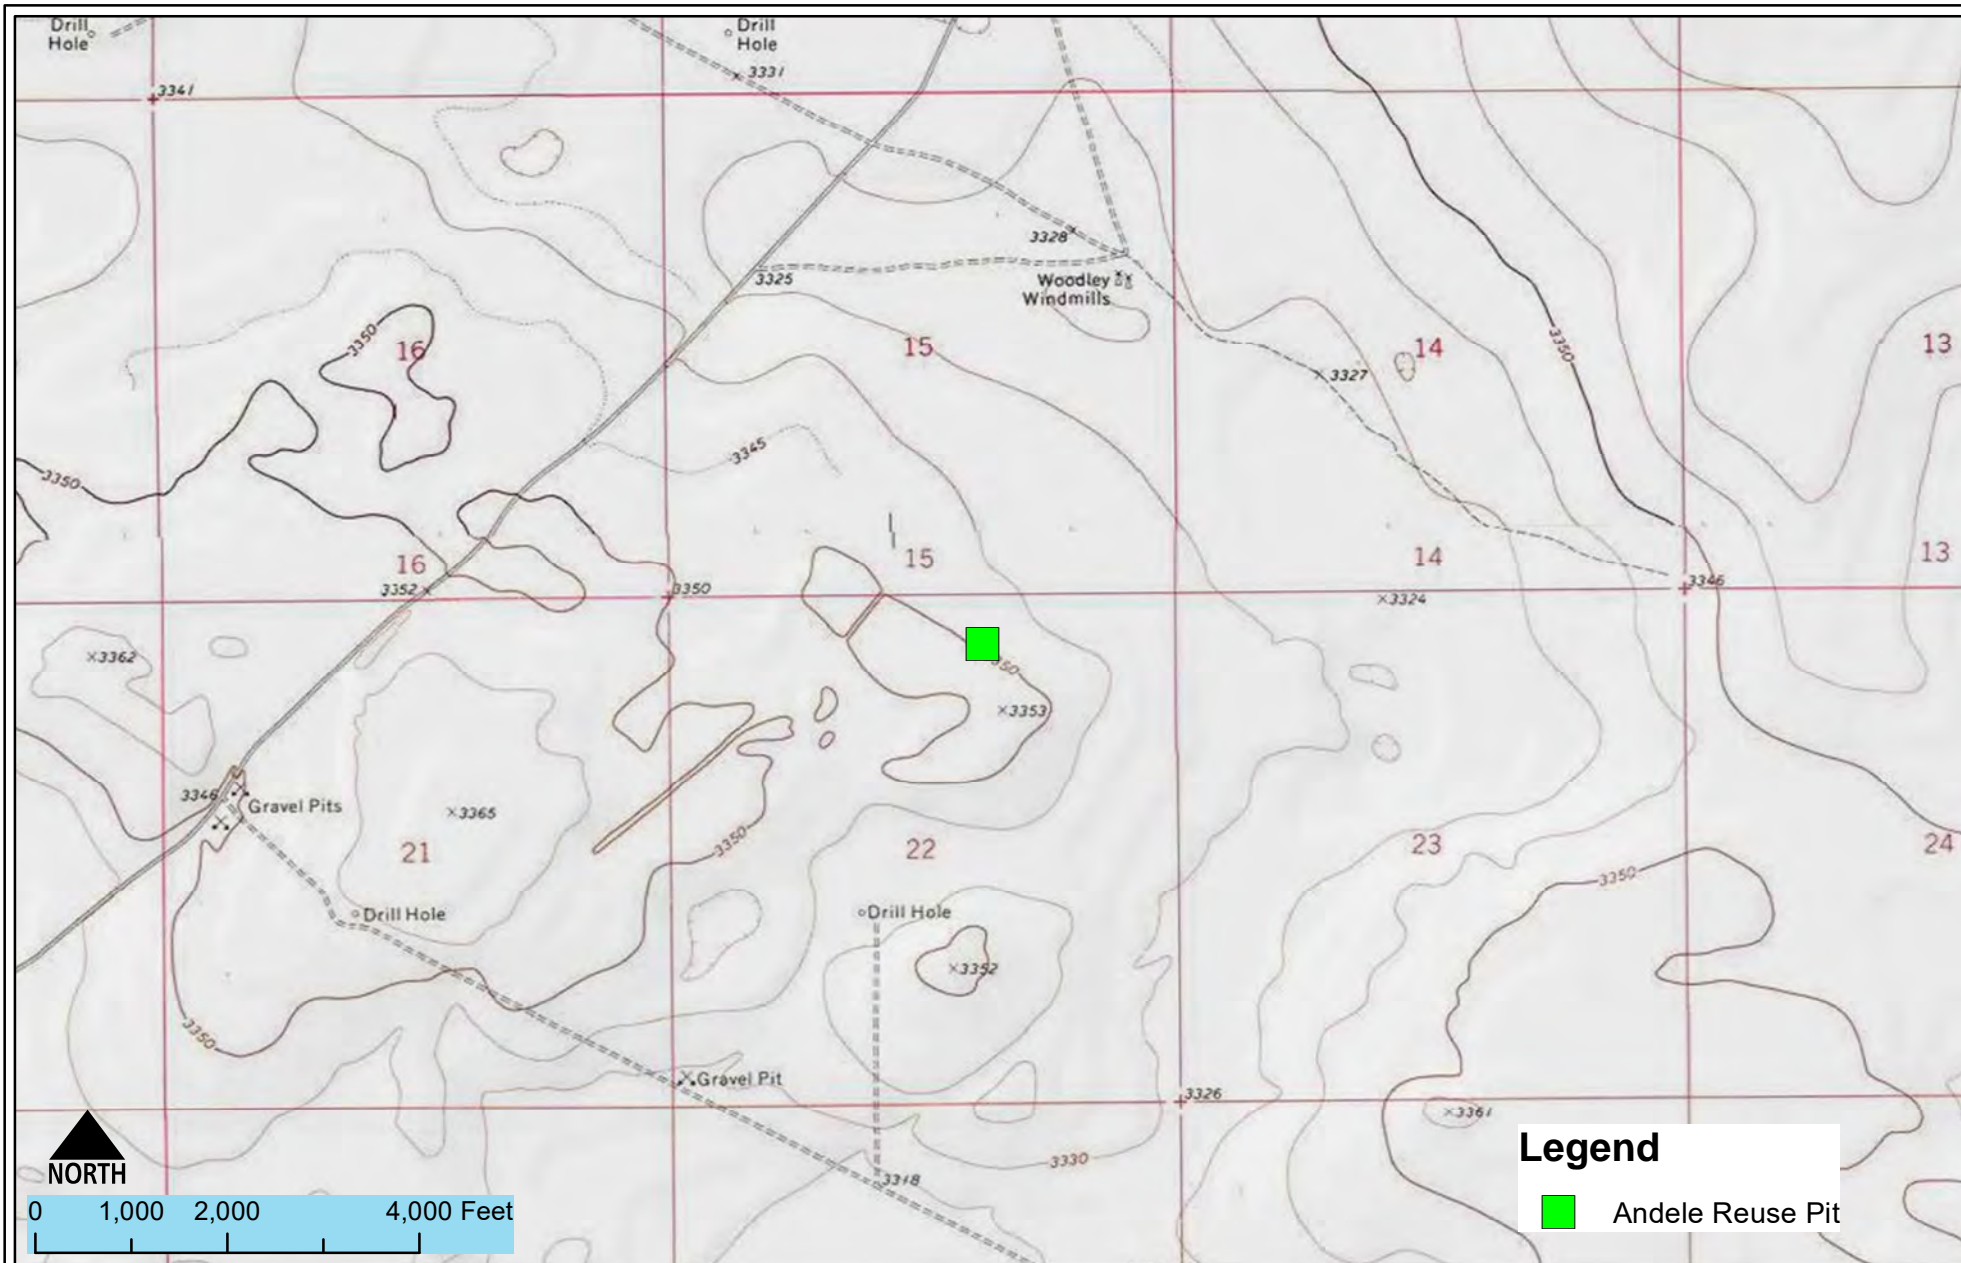 Drill
Hole
Drill
Hole
3331
3341
3328
3325
Woodley
Windmills
3350
16
15
14
13
3350
3327
3345
3350
16
15
14
13
3352
3350
3346
3324
3362
350
3353
3346
Gravel Pits
3365
3350
21
22
23
24
3350
Drill Hole
Drill Hole
3352
3350
Gravel Pit
3326
3361
3330
3318
NORTH
0 1,000 2,000 4,000 Feet
Legend
Andele Reuse Pit